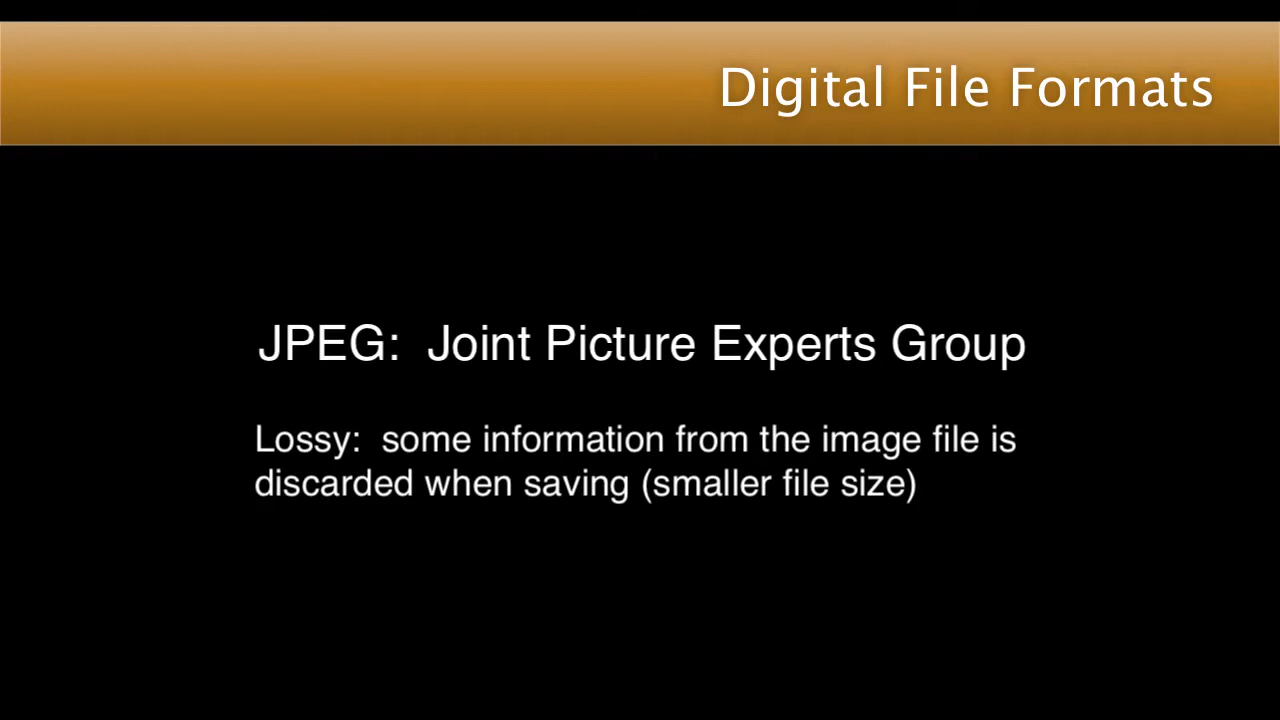 Digital File Formats
JPEG: Joint Picture Experts Group
Lossy: some information from the image file is
discarded when saving (smaller file size)